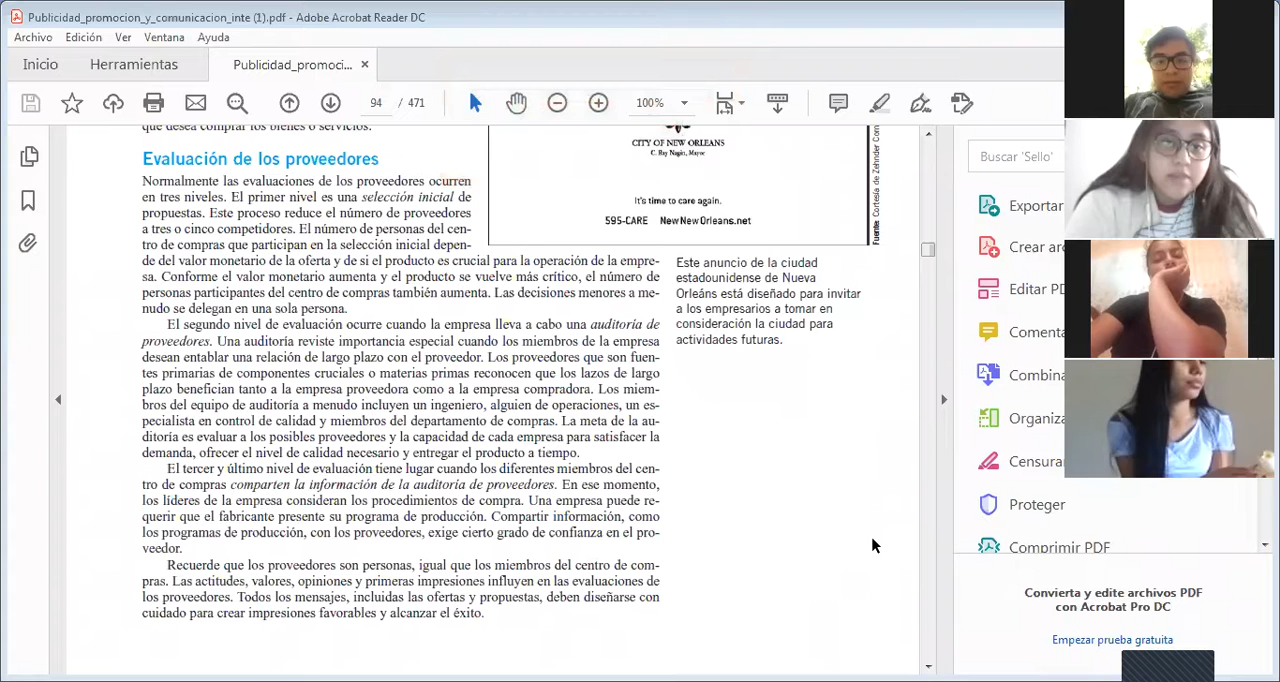 Publicidad_promocion_y_comunicacion_inte (1).pdf - Adobe Acrobat Reader DC
Archivo Edición Ver Ventana Ayuda
Inicio Herramientas Publicidad_promoci... ×
94 / 471 100%
que desea comprar los bienes o servicios.
Evaluación de los proveedores
Normalmente las evaluaciones de los proveedores ocurren
en tres niveles. El primer nivel es una selección inicial de
propuestas. Este proceso reduce el número de proveedores
a tres o cinco competidores. El número de personas del cen-
tro de compras que participan en la selección inicial depen-
de del valor monetario de la oferta y de si el producto es crucial para la operación de la empre-
sa. Conforme el valor monetario aumenta y el producto se vuelve más crítico, el número de
personas participantes del centro de compras también aumenta. Las decisiones menores a me-
nudo se delegan en una sola persona.
El segundo nivel de evaluación ocurre cuando la empresa lleva a cabo una auditoría de
proveedores. Una auditoría reviste importancia especial cuando los miembros de la empresa
desean entablar una relación de largo plazo con el proveedor. Los proveedores que son fuen-
tes primarias de componentes cruciales o materias primas reconocen que los lazos de largo
plazo benefician tanto a la empresa proveedora como a la empresa compradora. Los miem-
bros del equipo de auditoría a menudo incluyen un ingeniero, alguien de operaciones, un es-
pecialista en control de calidad y miembros del departamento de compras. La meta de la au-
ditoría es evaluar a los posibles proveedores y la capacidad de cada empresa para satisfacer la
demanda, ofrecer el nivel de calidad necesario y entregar el producto a tiempo.
El tercer y último nivel de evaluación tiene lugar cuando los diferentes miembros del cen-
tro de compras comparten la información de la auditoría de proveedores. En ese momento,
los líderes de la empresa consideran los procedimientos de compra. Una empresa puede re-
querir que el fabricante presente su programa de producción. Compartir información, como
los programas de producción, con los proveedores, exige cierto grado de confianza en el pro-
veedor.
Recuerde que los proveedores son personas, igual que los miembros del centro de com-
pras. Las actitudes, valores, opiniones y primeras impresiones influyen en las evaluaciones de
los proveedores. Todos los mensajes, incluidas las ofertas y propuestas, deben diseñarse con
cuidado para crear impresiones favorables y alcanzar el éxito.
CITY OF NEW ORLEANS
C. Ray Nagin, Mayor
It's time to care again.
595-CARE NewNewOrleans.net
Fuente: Cortesía de Zehnder Com
Este anuncio de la ciudad
estadounidense de Nueva
Orleáns está diseñado para invitar
a los empresarios a tomar en
consideración la ciudad para
actividades futuras.
Buscar 'Sello'
Exportar
Crear ar
Editar PD
Comenta
Combina
Organiza
Censurar
Proteger
Comprimir PDF
Convierta y edite archivos PDF
con Acrobat Pro DC
Empezar prueba gratuita